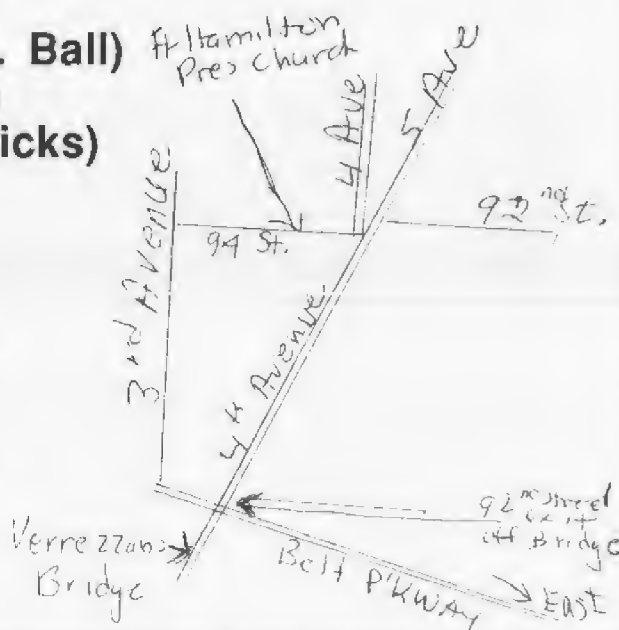 . Ball)
icks)
Ft Hamilton
Pres Church
4 Ave
5 Ave
3rd Avenue
94 St.
92nd St.
4th Avenue
Verrezzano
Bridge
92nd Street
Exit
off Bridge
Belt P'KWAY
East